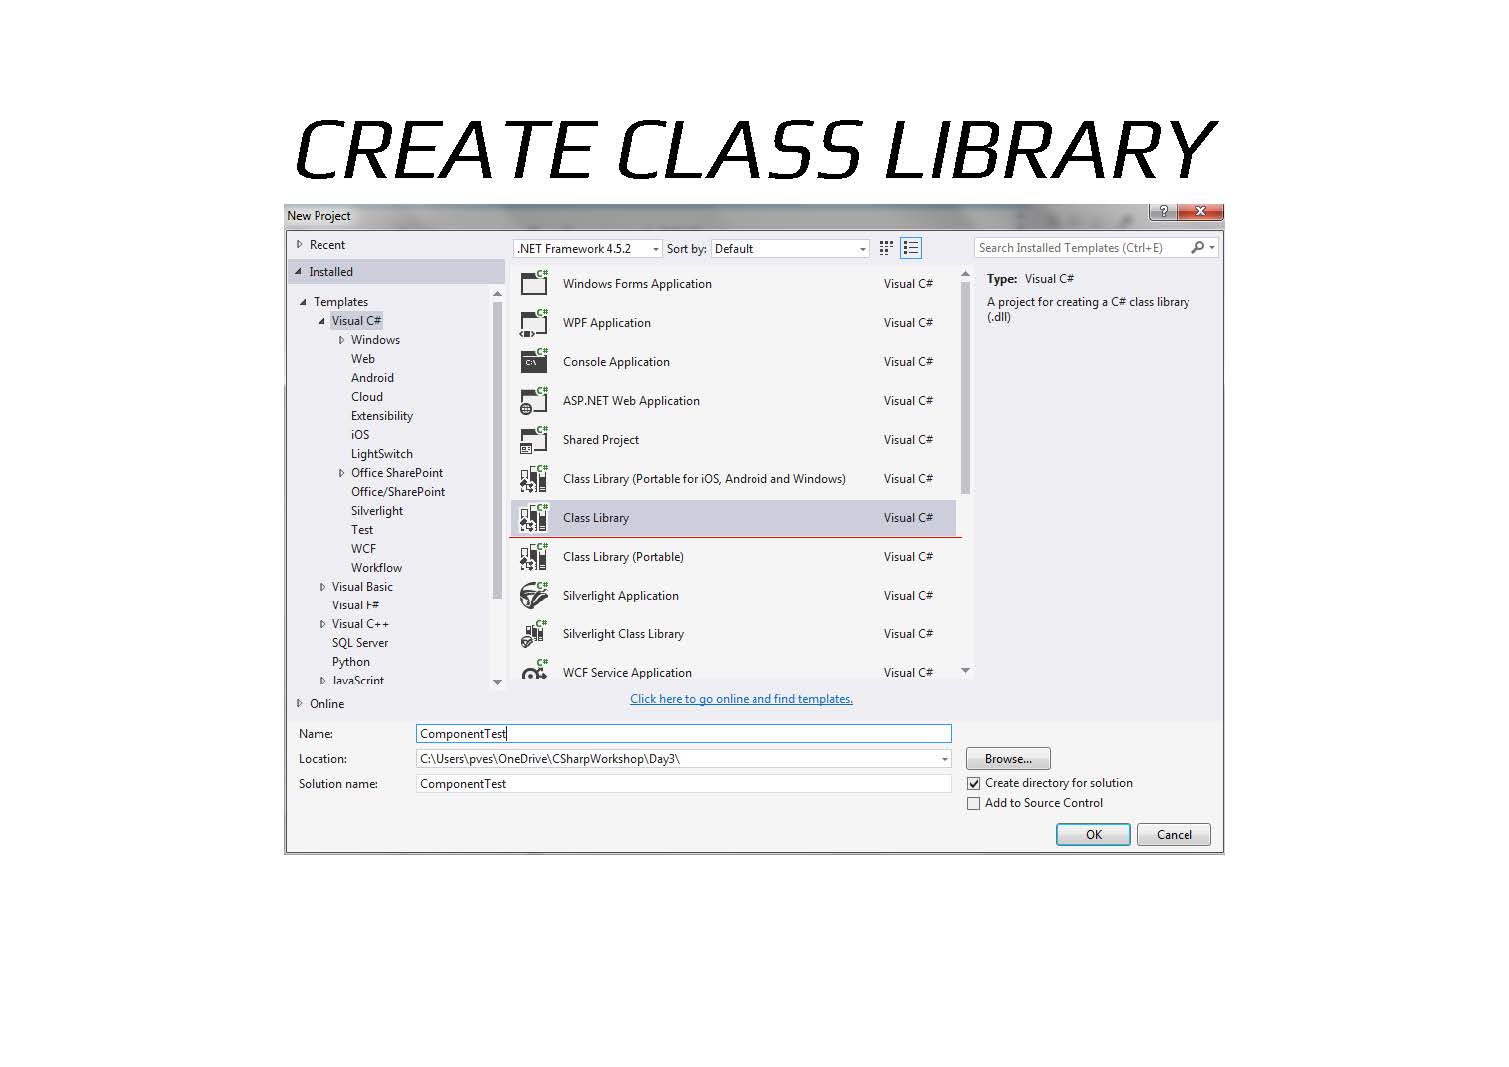 CREATE CLASS LIBRARY
New Project
?
Recent
Installed
Templates
Visual C#
Windows
Web
Android
Cloud
Extensibility
iOS
LightSwitch
Office SharePoint
Office/SharePoint
Silverlight
Test
WCF
Workflow
Visual Basic
Visual F#
Visual C++
SQL Server
Python
JavaScript
Online
.NET Framework 4.5.2 Sort by: Default
C# Windows Forms Application Visual C#
C# WPF Application Visual C#
C# Console Application Visual C#
C# ASP.NET Web Application Visual C#
C# Shared Project Visual C#
C# Class Library (Portable for iOS, Android and Windows) Visual C#
C# Class Library Visual C#
C# Class Library (Portable) Visual C#
C# Silverlight Application Visual C#
C# Silverlight Class Library Visual C#
C# WCF Service Application Visual C#
Click here to go online and find templates.
Search Installed Templates (Ctrl+E)
Type: Visual C#
A project for creating a C# class library
(.dll)
Name: ComponentTest
Location: C:\Users\pves\OneDrive\CSharpWorkshop\Day3\ Browse...
Solution name: ComponentTest
Create directory for solution
Add to Source Control
OK Cancel